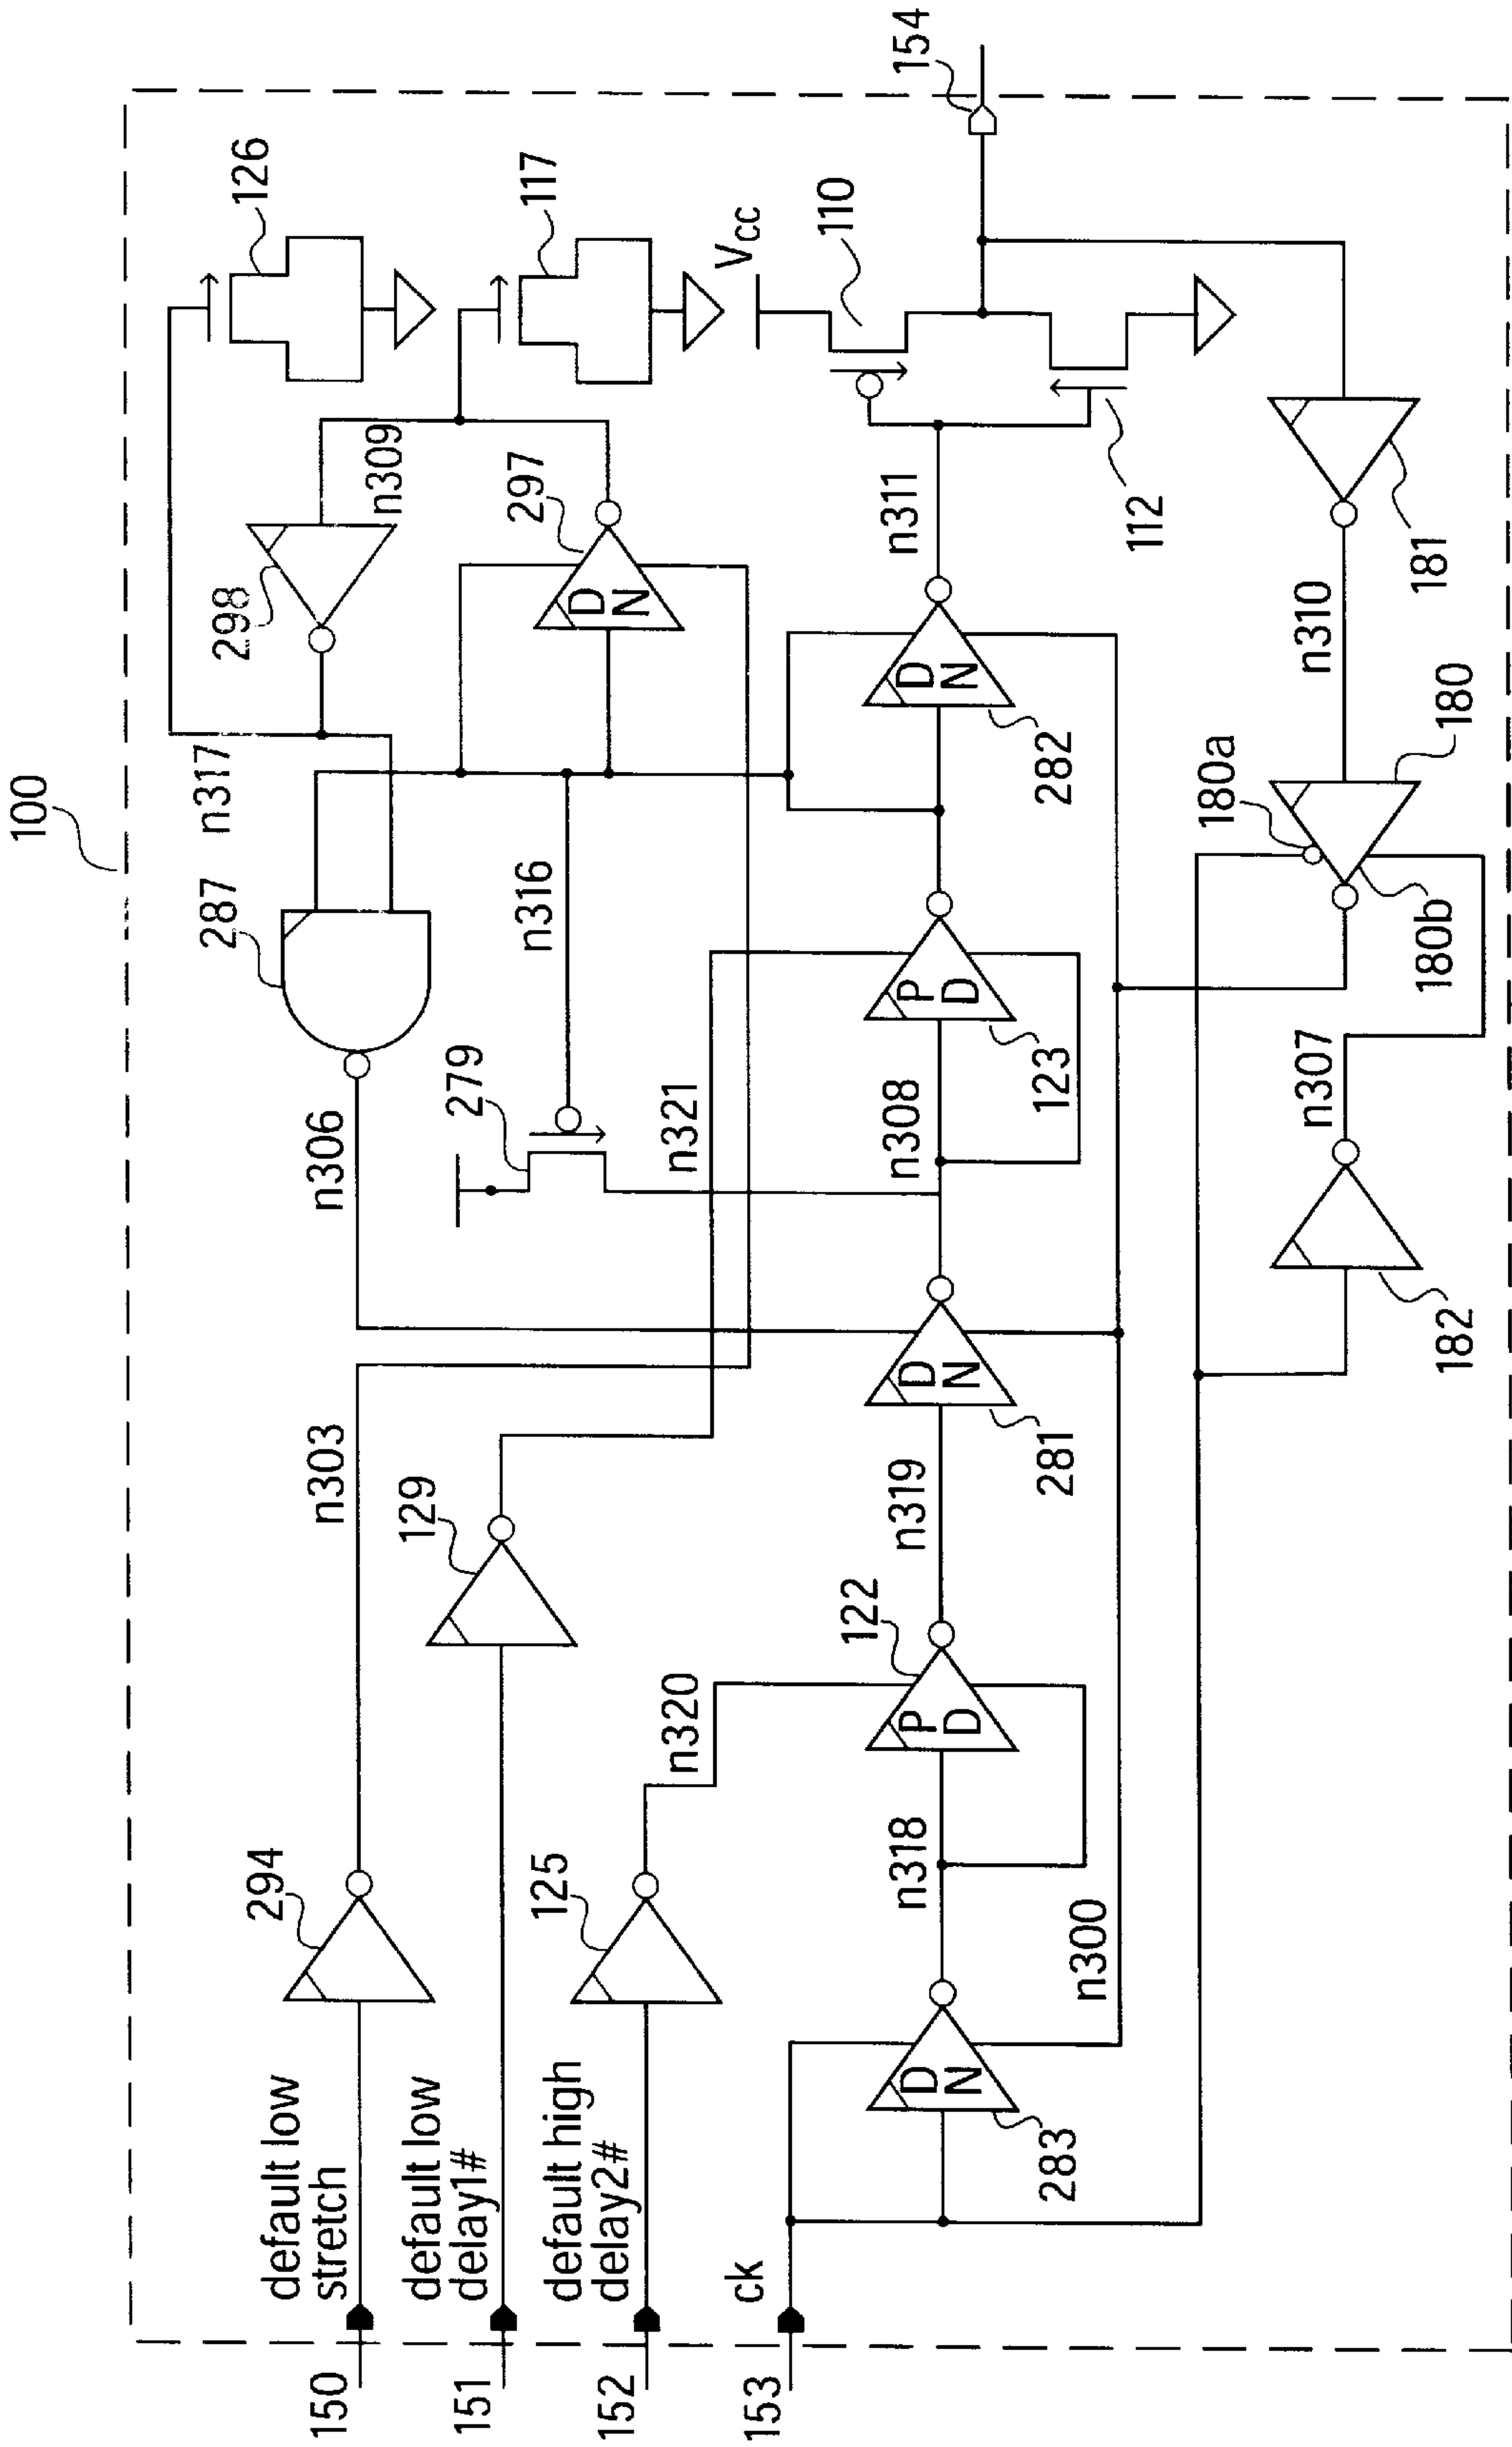 100
126
117
Vcc
110
154
298
n309
297
n317
287
n316
D
N
n311
112
181
n310
D
N
282
180a
180
180b
279
n306
n321
P
D
n308
123
n307
182
n303
129
D
N
281
n319
122
P
D
n320
n318
n300
294
125
D
N
283
default low
stretch
default low
delay1#
default high
delay2#
ck
150
151
152
153